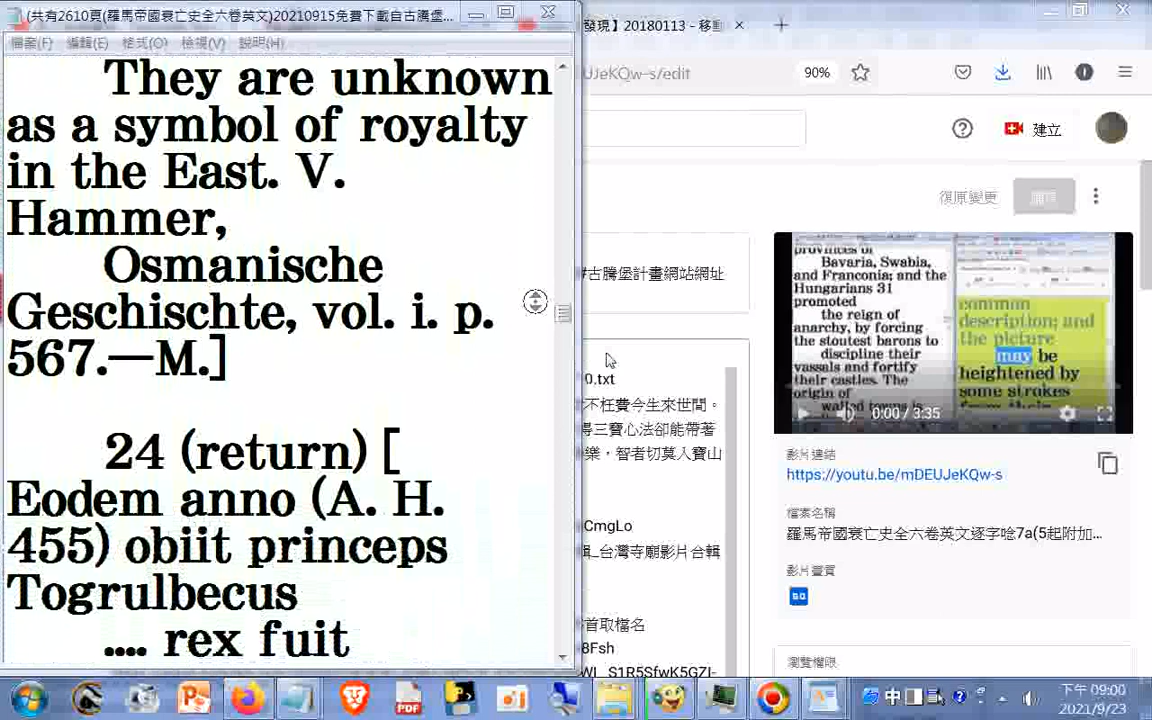 (共有2610頁(羅馬帝國衰亡史全六卷英文)20210915免費下載自古騰堡...
檔案(F) 編輯(E) 格式(O) 檢視(V) 說明(H)
They are unknown
as a symbol of royalty
in the East. V.
Hammer,
Osmanische
Geschischte, vol. i. p.
567.—M.]
24 (return) [
Eodem anno (A. H.
455) obiit princeps
Togrulbecus
.... rex fuit
發現】20180113 - 移動
UJeKQw-s/edit
90%
建立
復原變更
#古騰堡計畫網站網址
0.txt
不枉費今生來世間。
得三寶心法卻能帶著
樂，智者切莫入寶山
CmgLo
台灣寺廟影片合輯
首取檔名
8Fsh
WI_S1R5SfwK5GZI-
provinces of
Bavaria, Swabia,
and Franconia; and the
Hungarians 31
promoted
the reign of
anarchy, by forcing
the stoutest barons to
discipline their
vassals and fortify
their castles. The
origin of
walled towns is
common
description; and
the picture
may be
heightened by
some strokes
from their
0:00 / 3:35
影片連結
https://youtu.be/mDEUJeKQw-s
檔案名稱
羅馬帝國衰亡史全六卷英文逐字唸7a(5起附加...
影片畫質
瀏覽權限
中
下午 09:00
2021/9/23